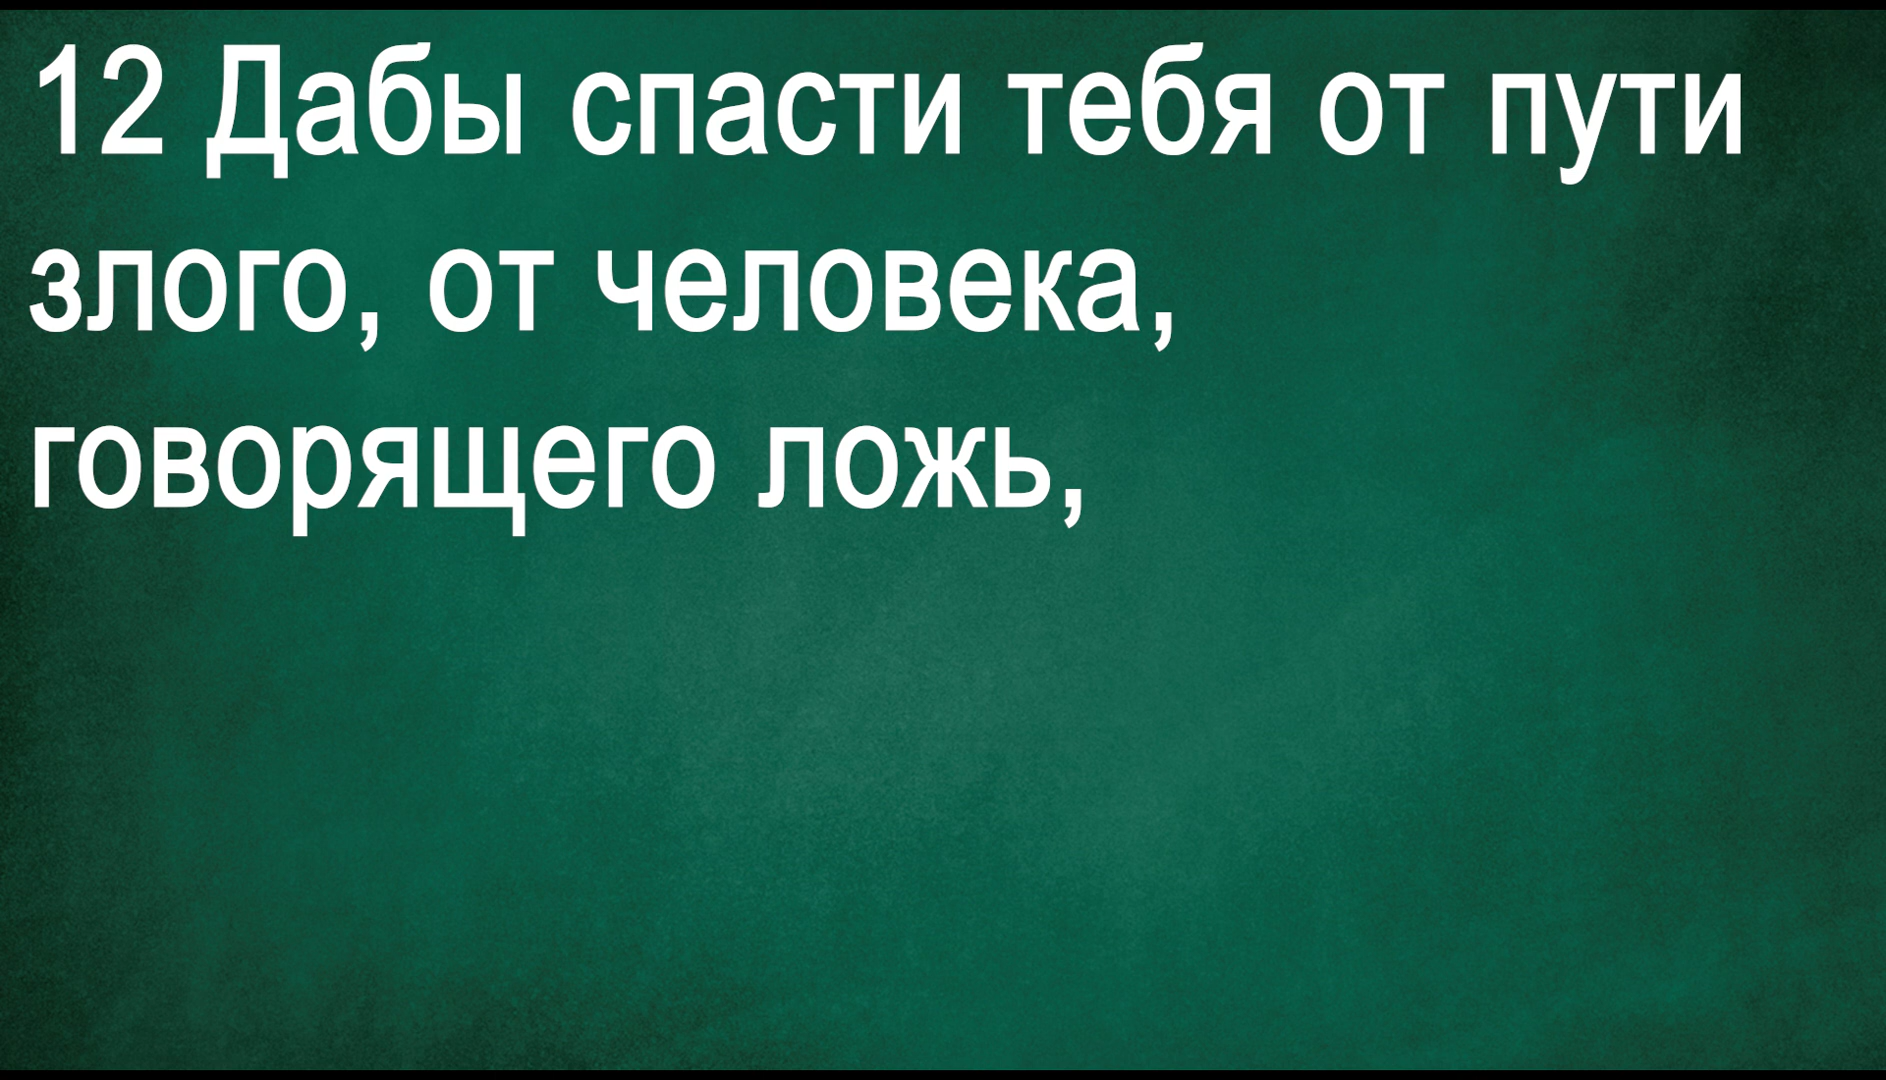 12 Дабы спасти тебя от пути
злого, от человека,
говорящего ложь,